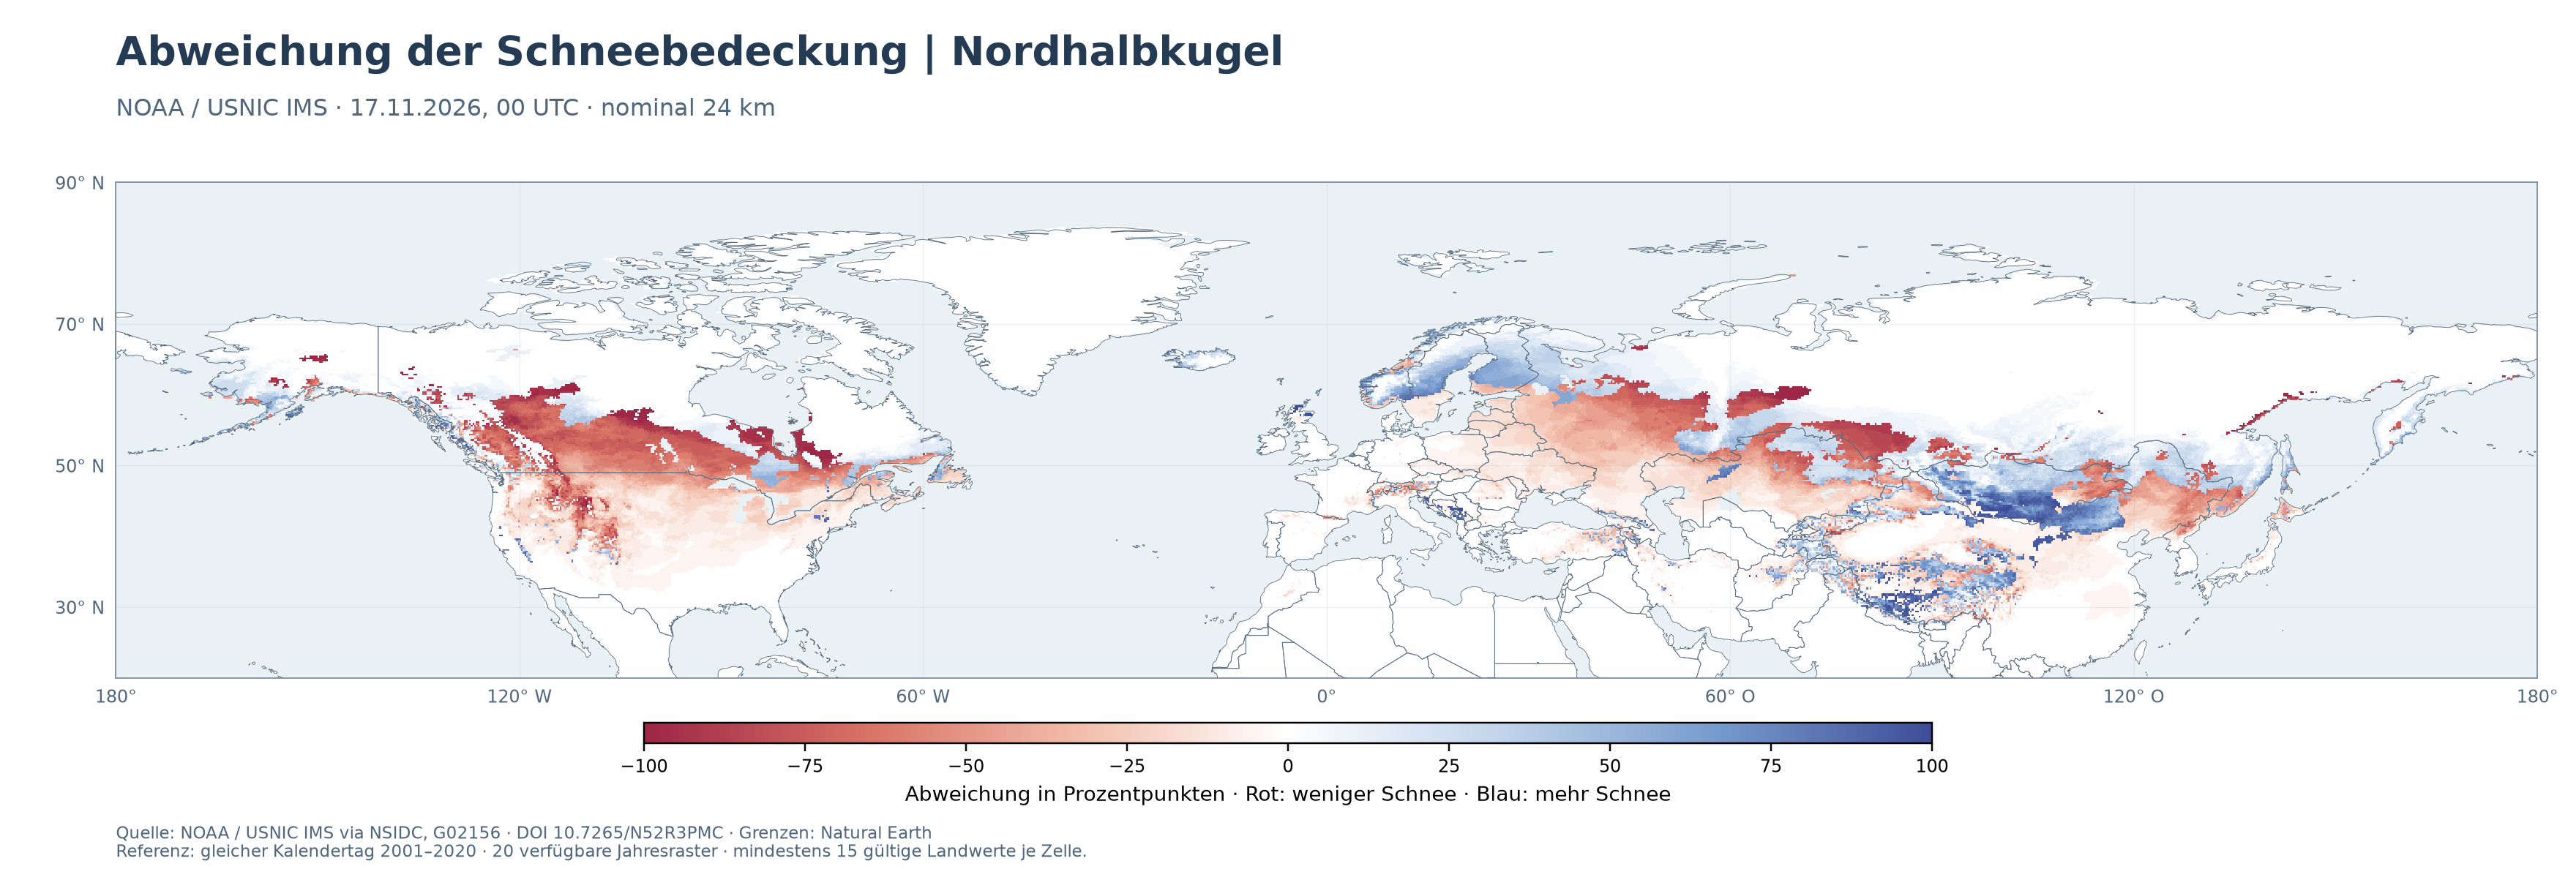 Abweichung der Schneebedeckung | Nordhalbkugel
NOAA / USNIC IMS · 17.11.2026, 00 UTC · nominal 24 km
90° N
70° N
50° N
30° N
180° 120° W 60° W 0° 60° O 120° O 180°
−100 −75 −50 −25 0 25 50 75 100
Abweichung in Prozentpunkten · Rot: weniger Schnee · Blau: mehr Schnee
Quelle: NOAA / USNIC IMS via NSIDC, G02156 · DOI 10.7265/N52R3PMC · Grenzen: Natural Earth
Referenz: gleicher Kalendertag 2001–2020 · 20 verfügbare Jahresraster · mindestens 15 gültige Landwerte je Zelle.